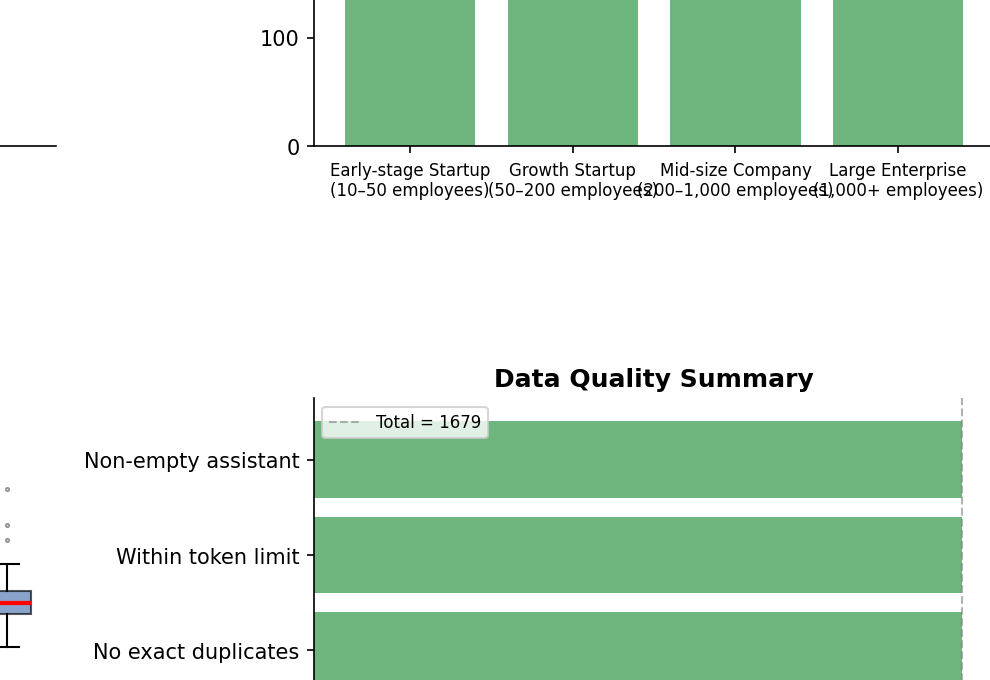 100
0
Early-stage Startup Growth Startup Mid-size Company Large Enterprise
(10–50 employees) (50–200 employees) (200–1,000 employees) (1,000+ employees)
Data Quality Summary
Total = 1679
Non-empty assistant
Within token limit
No exact duplicates